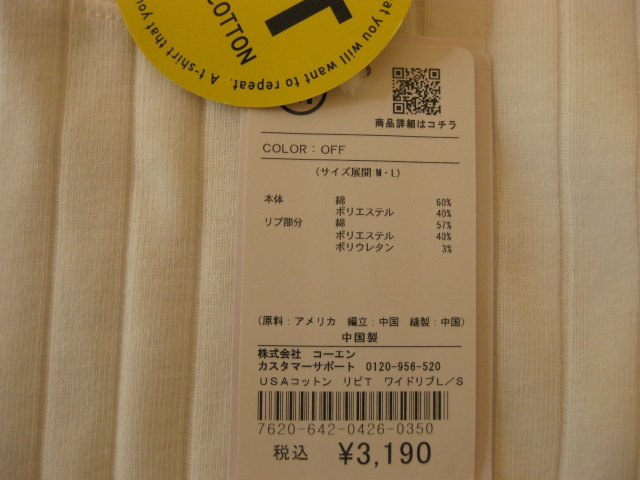 at you will want to repeat. A t-shirt that you
COTTON
T
商品詳細はコチラ
COLOR：OFF
(サイズ展開:M・L)
本体 綿 60%
ポリエステル 40%
リブ部分 綿 57%
ポリエステル 40%
ポリウレタン 3%
(原料：アメリカ 編立：中国 縫製：中国)
中国製
株式会社 コーエン
カスタマーサポート 0120-956-520
USAコットン リピT ワイドリブL／S
7620-642-0426-0350
税込 ¥3,190